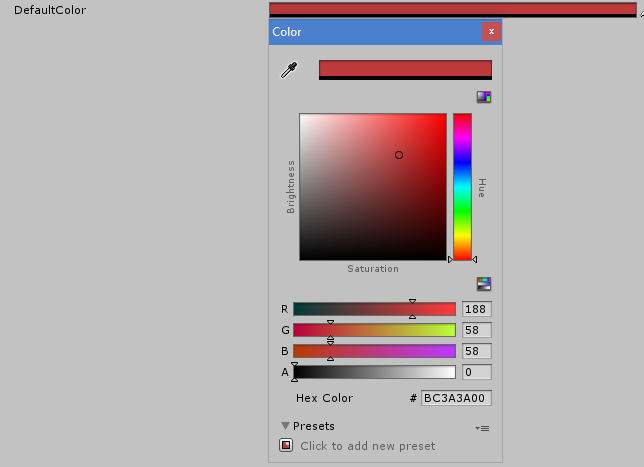 DefaultColor
Color
x
Brightness
Hue
Saturation
R 188
G 58
B 58
A 0
Hex Color # BC3A3A00
Presets
Click to add new preset